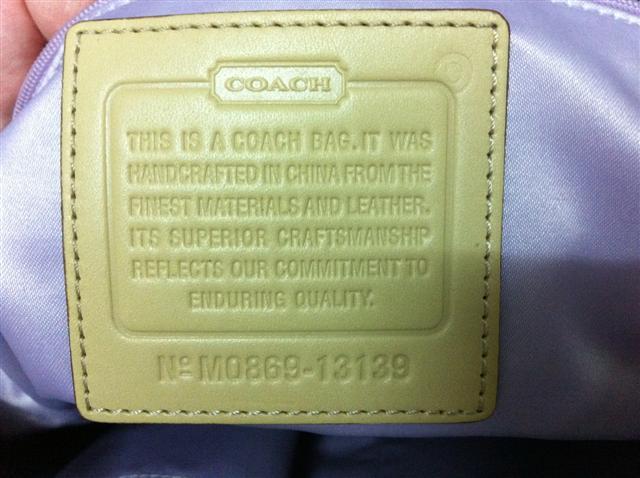 COACH
THIS IS A COACH BAG. IT WAS
HANDCRAFTED IN CHINA FROM THE
FINEST MATERIALS AND LEATHER.
ITS SUPERIOR CRAFTSMANSHIP
REFLECTS OUR COMMITMENT TO
ENDURING QUALITY.
Nº M0869-13139